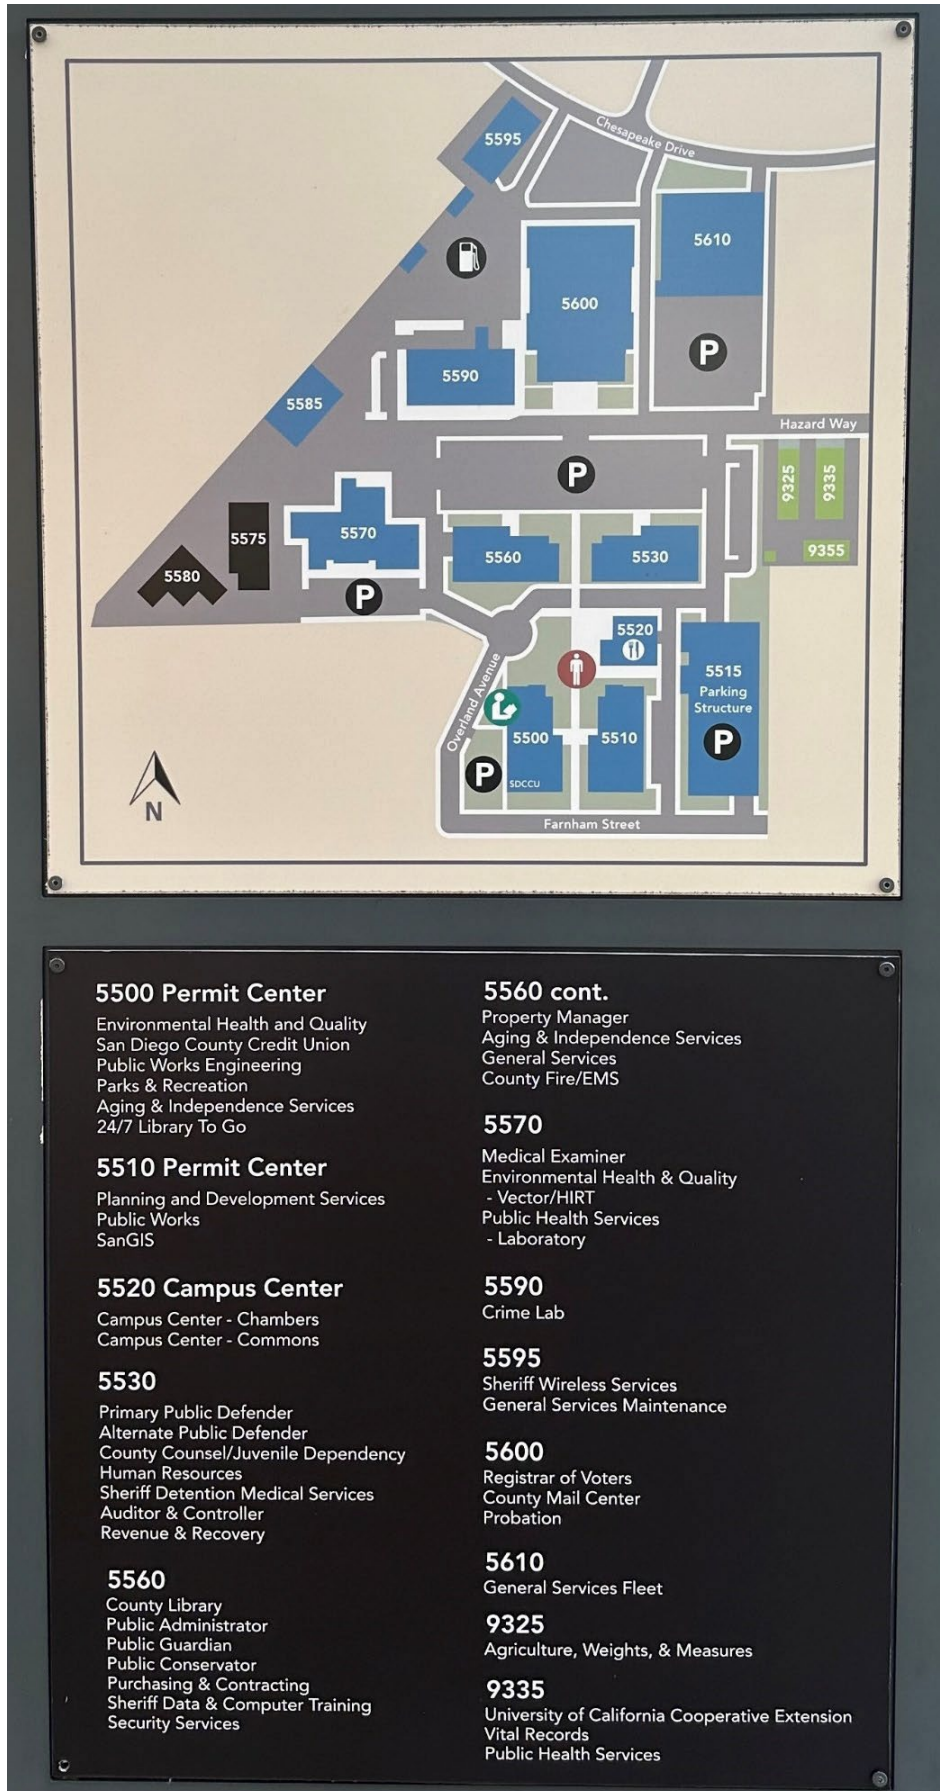 Chesapeake Drive
5595
5610
5600
P
5590
5585
Hazard Way
P
9325
9335
5575
5570
5560
5530
9355
5580
P
5520
5515
Parking
Structure
Overland Avenue
5500
5510
P
P
SDCCU
N
Farnham Street
5500 Permit Center
Environmental Health and Quality
San Diego County Credit Union
Public Works Engineering
Parks & Recreation
Aging & Independence Services
24/7 Library To Go
5510 Permit Center
Planning and Development Services
Public Works
SanGIS
5520 Campus Center
Campus Center - Chambers
Campus Center - Commons
5530
Primary Public Defender
Alternate Public Defender
County Counsel/Juvenile Dependency
Human Resources
Sheriff Detention Medical Services
Auditor & Controller
Revenue & Recovery
5560
County Library
Public Administrator
Public Guardian
Public Conservator
Purchasing & Contracting
Sheriff Data & Computer Training
Security Services
5560 cont.
Property Manager
Aging & Independence Services
General Services
County Fire/EMS
5570
Medical Examiner
Environmental Health & Quality
- Vector/HIRT
Public Health Services
- Laboratory
5590
Crime Lab
5595
Sheriff Wireless Services
General Services Maintenance
5600
Registrar of Voters
County Mail Center
Probation
5610
General Services Fleet
9325
Agriculture, Weights, & Measures
9335
University of California Cooperative Extension
Vital Records
Public Health Services